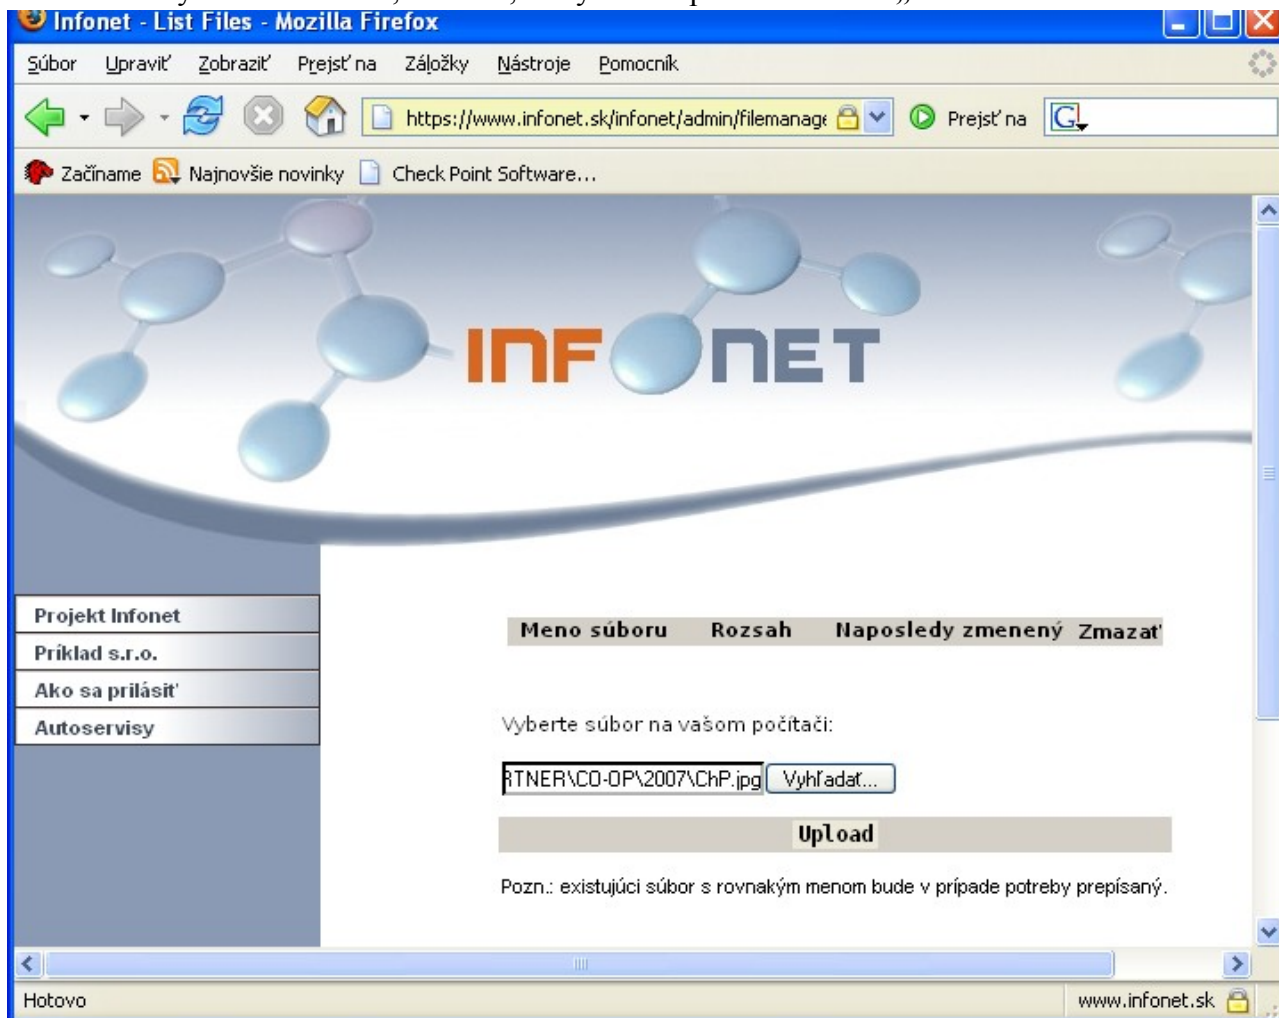 Infonet - List Files - Mozilla Firefox
Súbor Upraviť Zobraziť Prejsť na Záložky Nástroje Pomocník
https://www.infonet.sk/infonet/admin/filemanage Prejsť na G
Začíname Najnovšie novinky Check Point Software...
INFONET
Projekt Infonet
Príklad s.r.o.
Ako sa prilásiť
Autoservisy
Meno súboru Rozsah Naposledy zmenený Zmazať
Vyberte súbor na vašom počítači:
RTNER\CO-OP\2007\ChP.jpg Vyhľadať...
Upload
Pozn.: existujúci súbor s rovnakým menom bude v prípade potreby prepísaný.
Hotovo www.infonet.sk